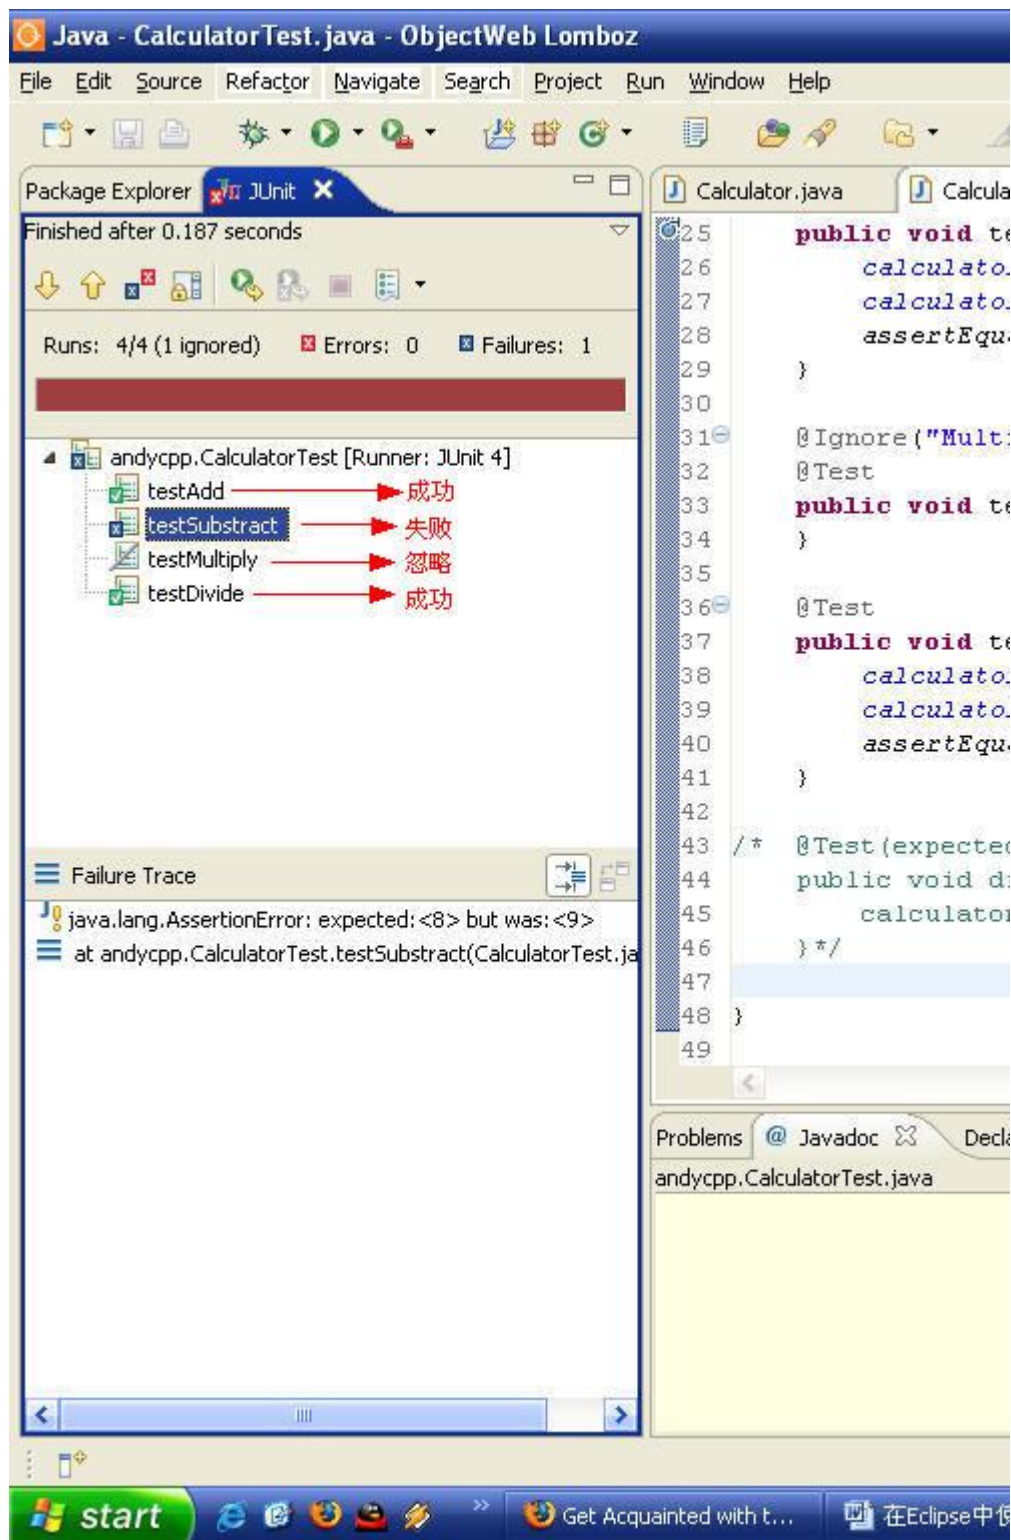 Java - CalculatorTest.java - ObjectWeb Lomboz
File Edit Source Refactor Navigate Search Project Run Window Help
Package Explorer JUnit
Finished after 0.187 seconds
Runs: 4/4 (1 ignored) Errors: 0 Failures: 1
andycpp.CalculatorTest [Runner: JUnit 4]
testAdd 成功
testSubstract 失败
testMultiply 忽略
testDivide 成功
Failure Trace
java.lang.AssertionError: expected:<8> but was:<9>
at andycpp.CalculatorTest.testSubstract(CalculatorTest.ja
Calculator.java Calcula
25 public void te
26 calculato
27 calculato
28 assertEqu
29 }
30
31 @Ignore("Multi
32 @Test
33 public void te
34 }
35
36 @Test
37 public void te
38 calculato
39 calculato
40 assertEqu
41 }
42
43 /* @Test(expected
44 public void di
45 calculator
46 }*/
47
48 }
49
Problems @ Javadoc Decla
andycpp.CalculatorTest.java
start Get Acquainted with t... 在Eclipse中使